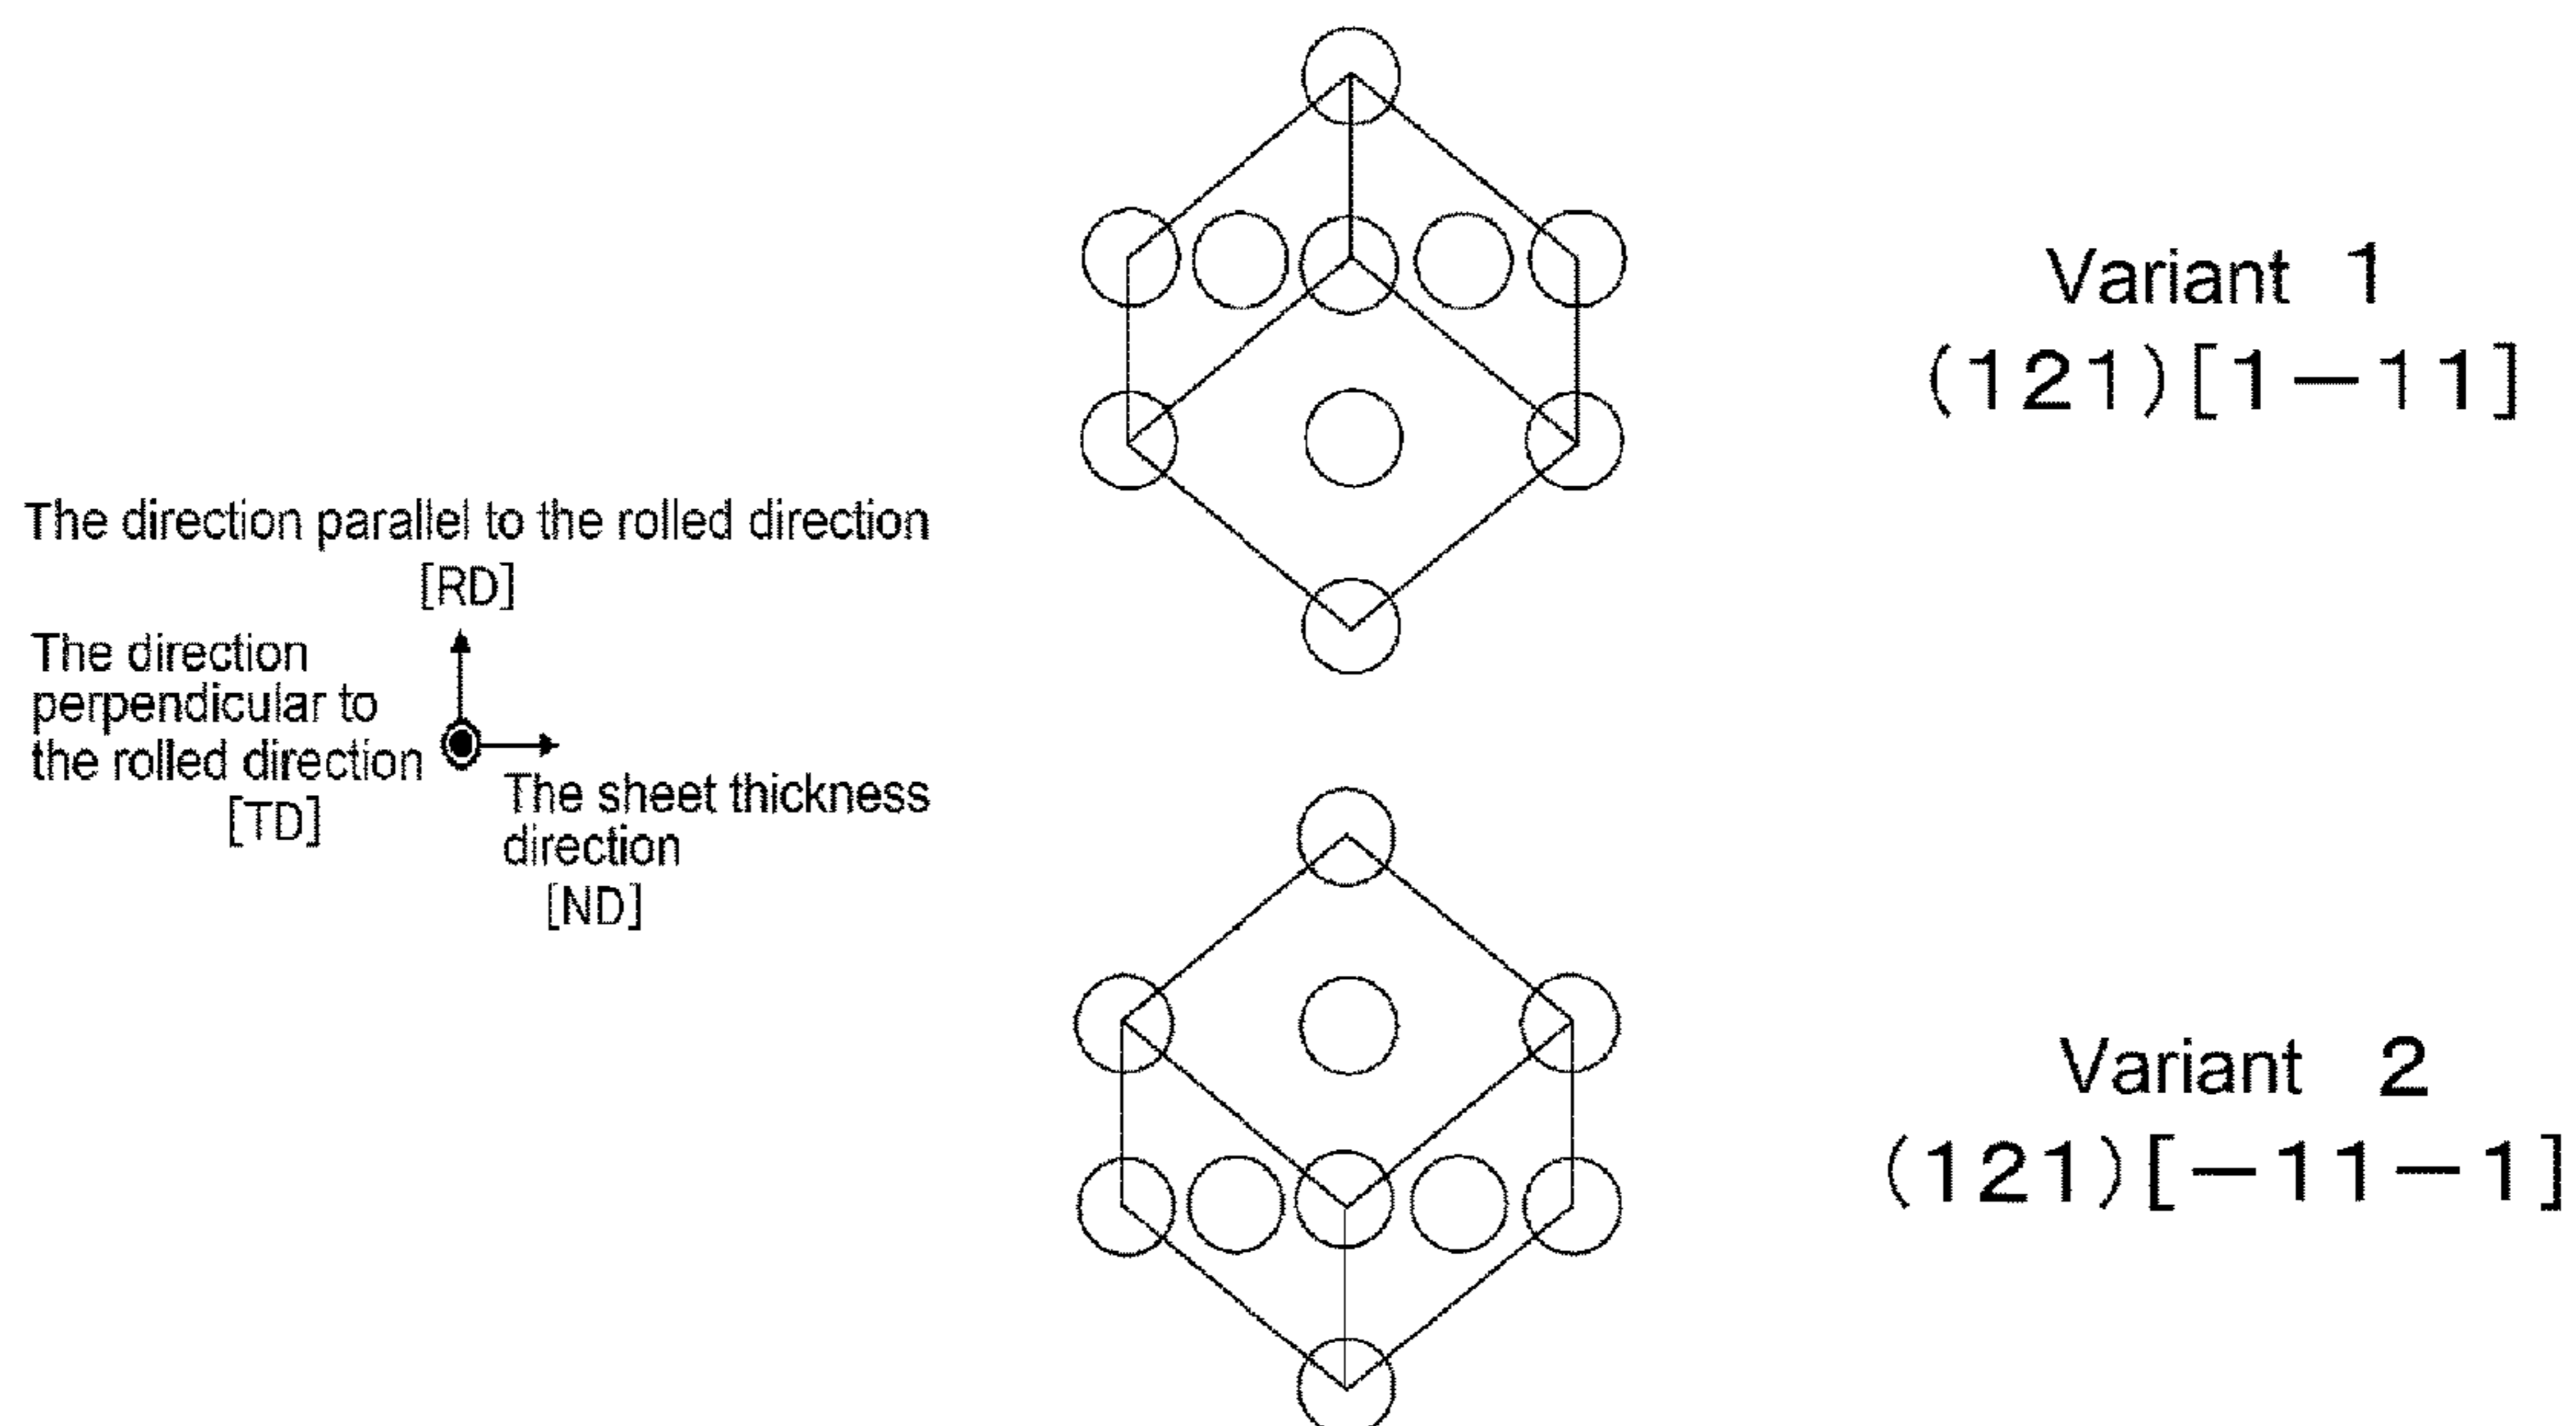 The direction parallel to the rolled direction
[RD]
The direction
perpendicular to
the rolled direction
[TD]
The sheet thickness
direction
[ND]
Variant 1
(121)[1-11]
Variant 2
(121)[-11-1]